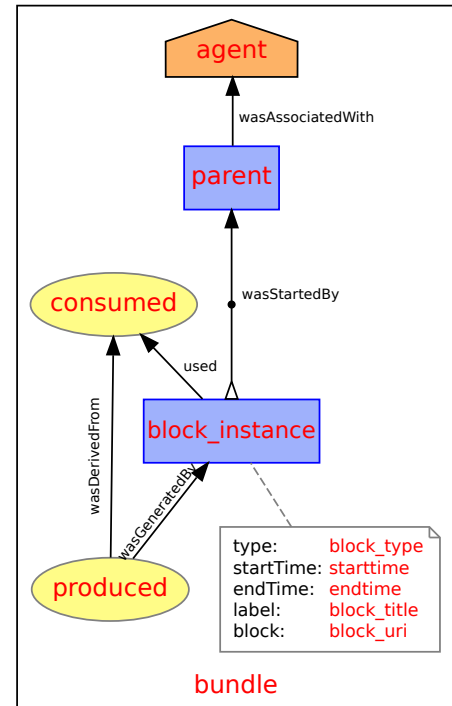 agent
wasAssociatedWith
parent
wasStartedBy
consumed
used
wasDerivedFrom
block_instance
wasGeneratedBy
produced
type: block_type
startTime: starttime
endTime: endtime
label: block_title
block: block_uri
bundle